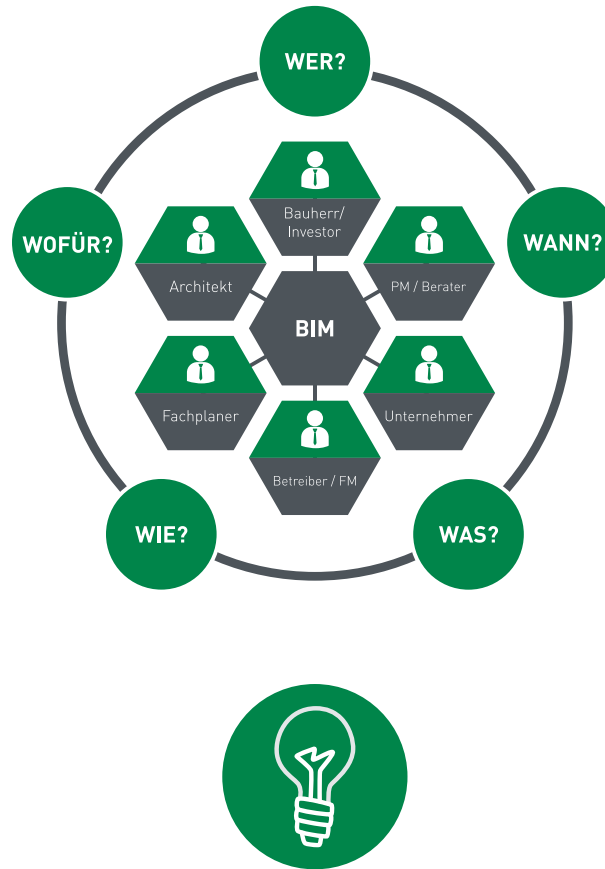 WER?
WOFÜR?
WANN?
Bauherr/
Investor
Architekt
PM / Berater
BIM
Fachplaner
Unternehmer
Betreiber / FM
WIE?
WAS?